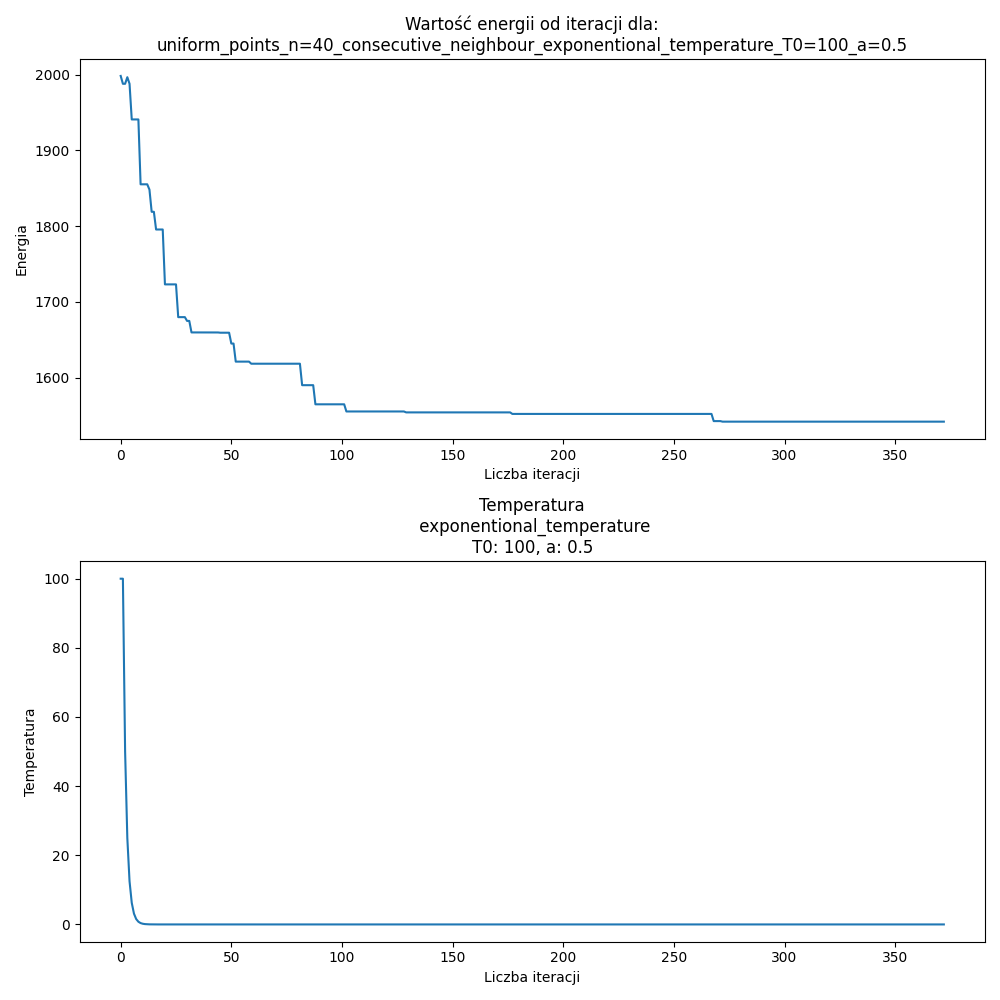 Wartość energii od iteracji dla:
uniform_points_n=40_consecutive_neighbour_exponentional_temperature_T0=100_a=0.5
2000
1900
1800
1700
1600
Energia
0 50 100 150 200 250 300 350
Liczba iteracji
Temperatura
exponentional_temperature
T0: 100, a: 0.5
100
80
60
40
20
0
Temperatura
0 50 100 150 200 250 300 350
Liczba iteracji